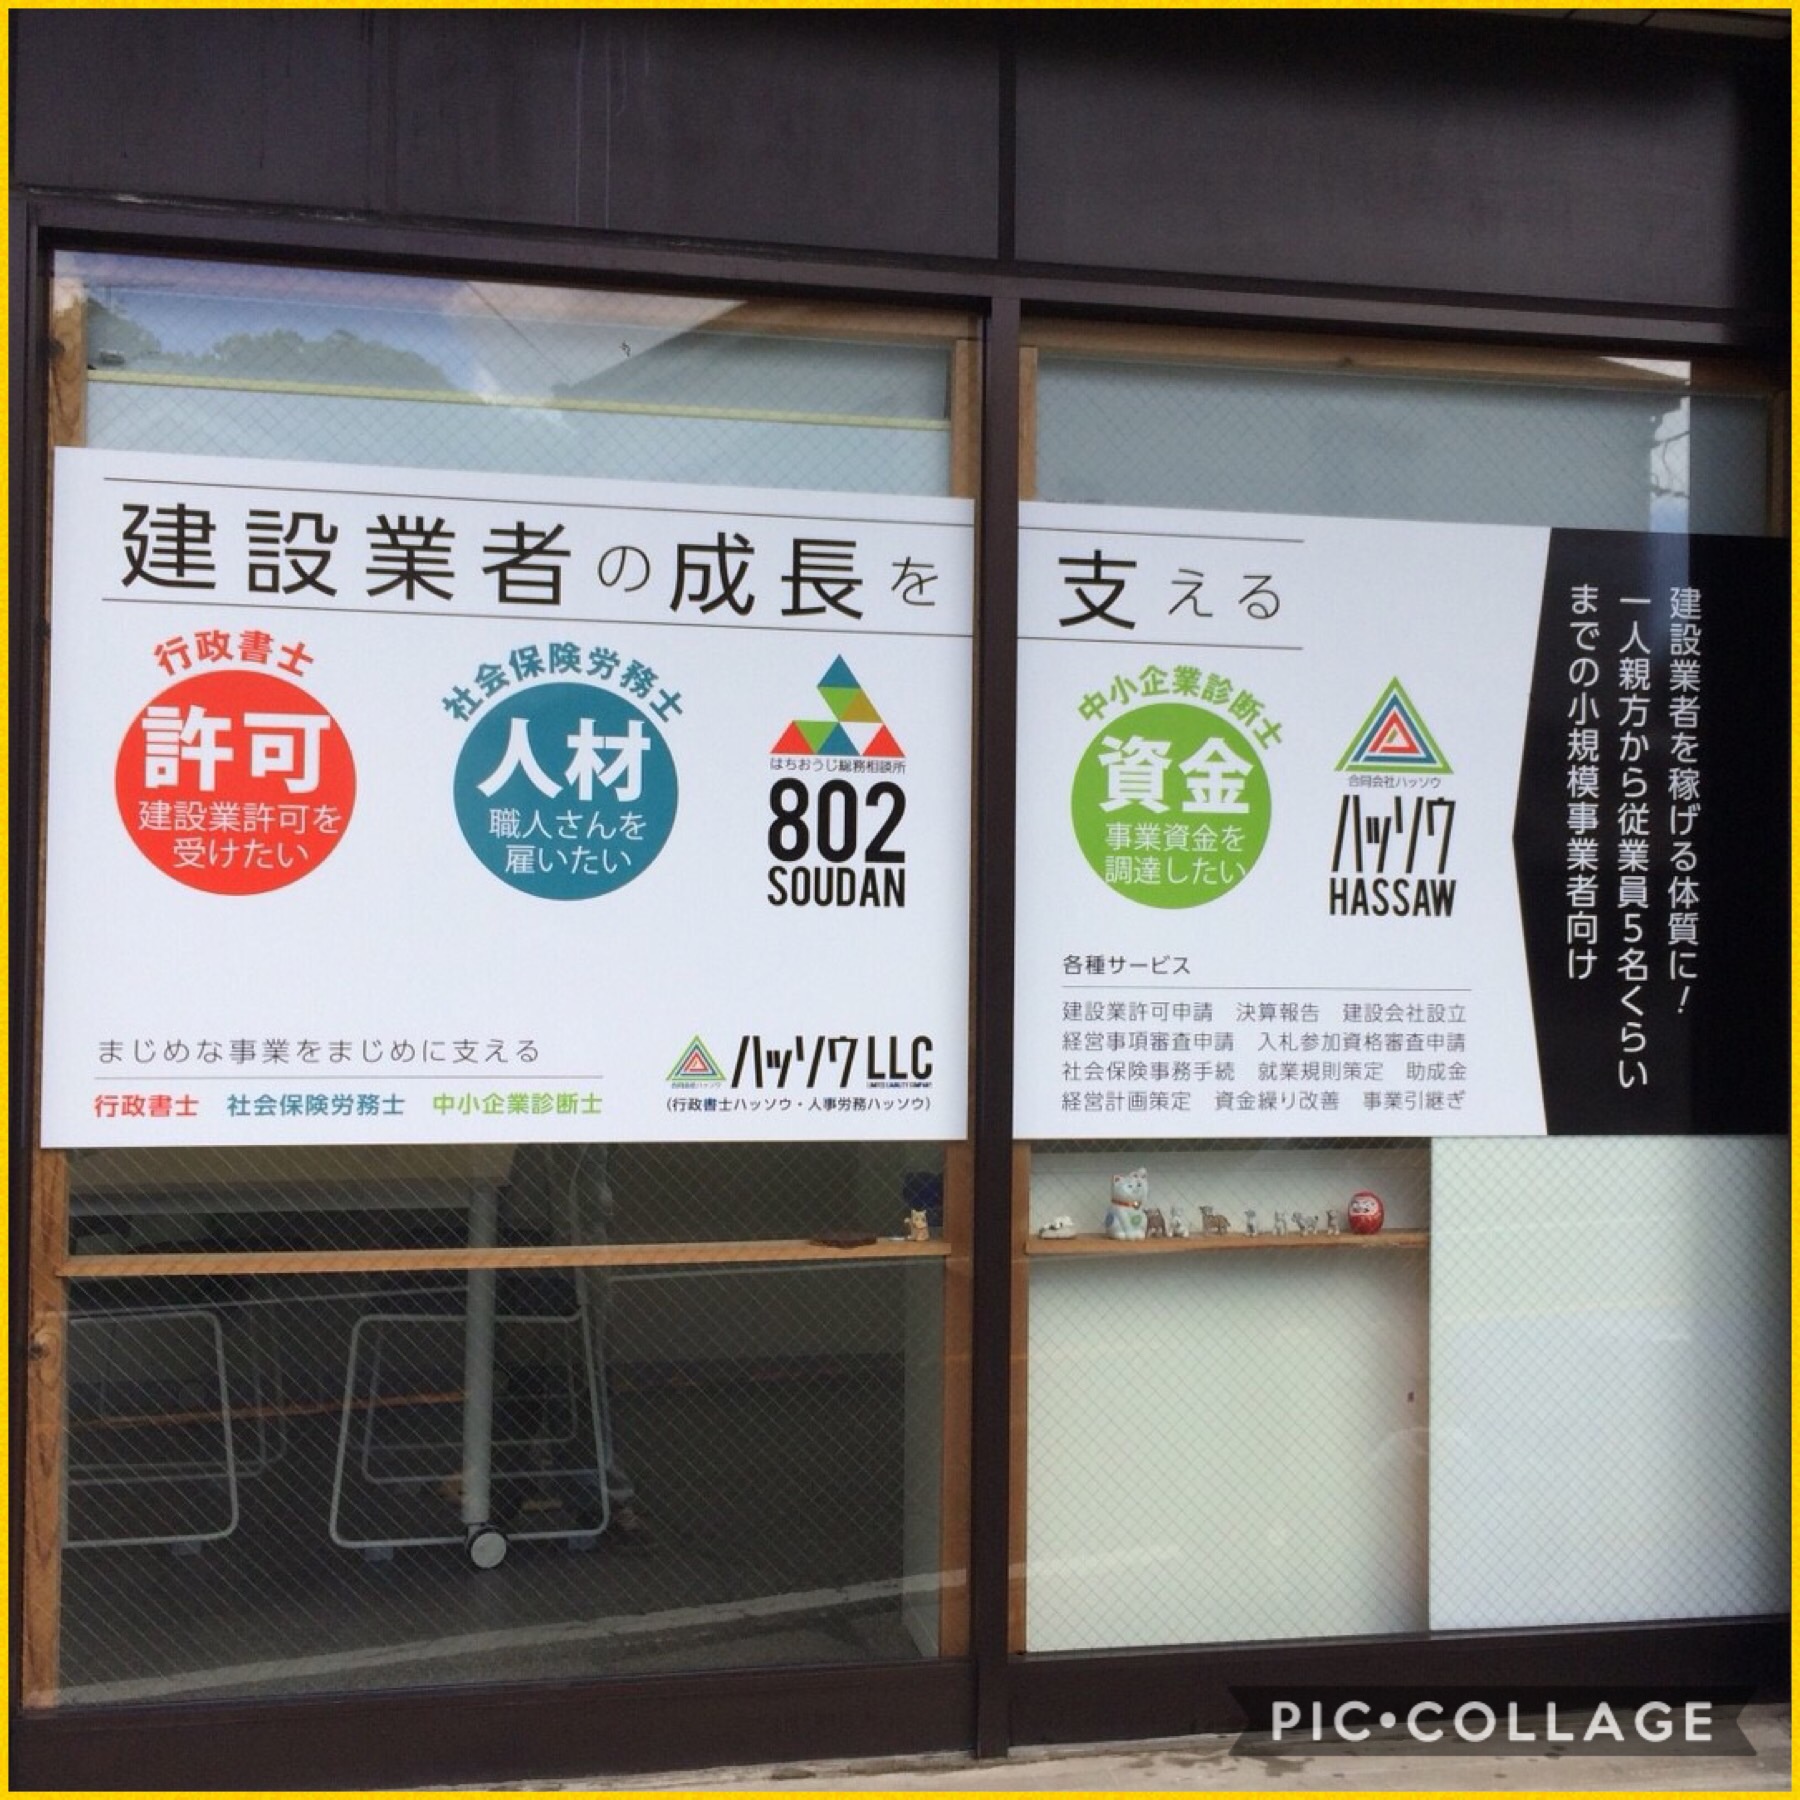 建設業者の成長を支える
行政書士
許可
建設業許可を
受けたい
社会保険労務士
人材
職人さんを
雇いたい
はちおうじ総務相談所
802
SOUDAN
まじめな事業をまじめに支える
行政書士 社会保険労務士 中小企業診断士
合同会社ハッソウ
ハッソウ LLC
LIMITED LIABILITY COMPANY
(行政書士ハッソウ・人事労務ハッソウ)
中小企業診断士
資金
事業資金を
調達したい
合同会社ハッソウ
ハッソウ
HASSAW
各種サービス
建設業許可申請 決算報告 建設会社設立
経営事項審査申請 入札参加資格審査申請
社会保険事務手続 就業規則策定 助成金
経営計画策定 資金繰り改善 事業引継ぎ
建設業者を稼げる体質に!
一人親方から従業員5名くらい
までの小規模事業者向け
PIC•COLLAGE